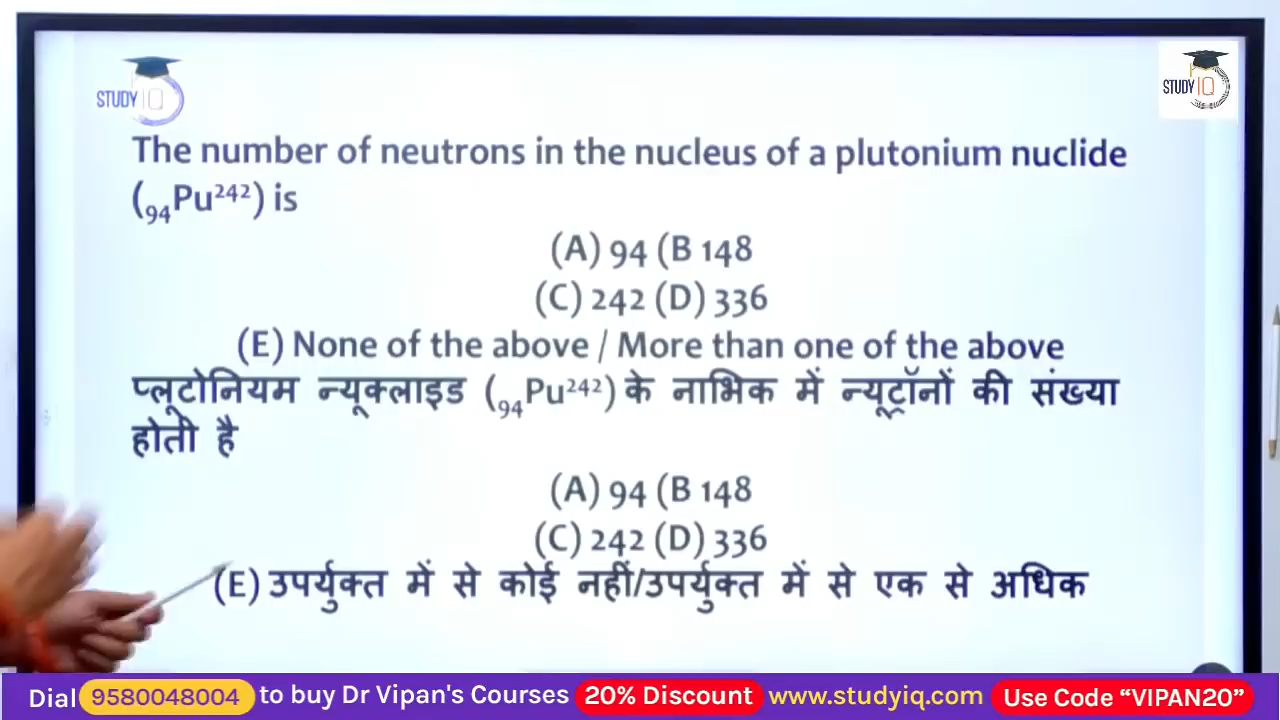 STUDY IQ
STUDY IQ
The number of neutrons in the nucleus of a plutonium nuclide
(₉₄Pu²⁴²) is
(A) 94 (B 148
(C) 242 (D) 336
(E) None of the above / More than one of the above
प्लूटोनियम न्यूक्लाइड (₉₄Pu²⁴²) के नाभिक में न्यूट्रॉनों की संख्या
होती है
(A) 94 (B 148
(C) 242 (D) 336
(E) उपर्युक्त में से कोई नहीं/उपर्युक्त में से एक से अधिक
Dial 9580048004 to buy Dr Vipan's Courses 20% Discount www.studyiq.com Use Code “VIPAN20”